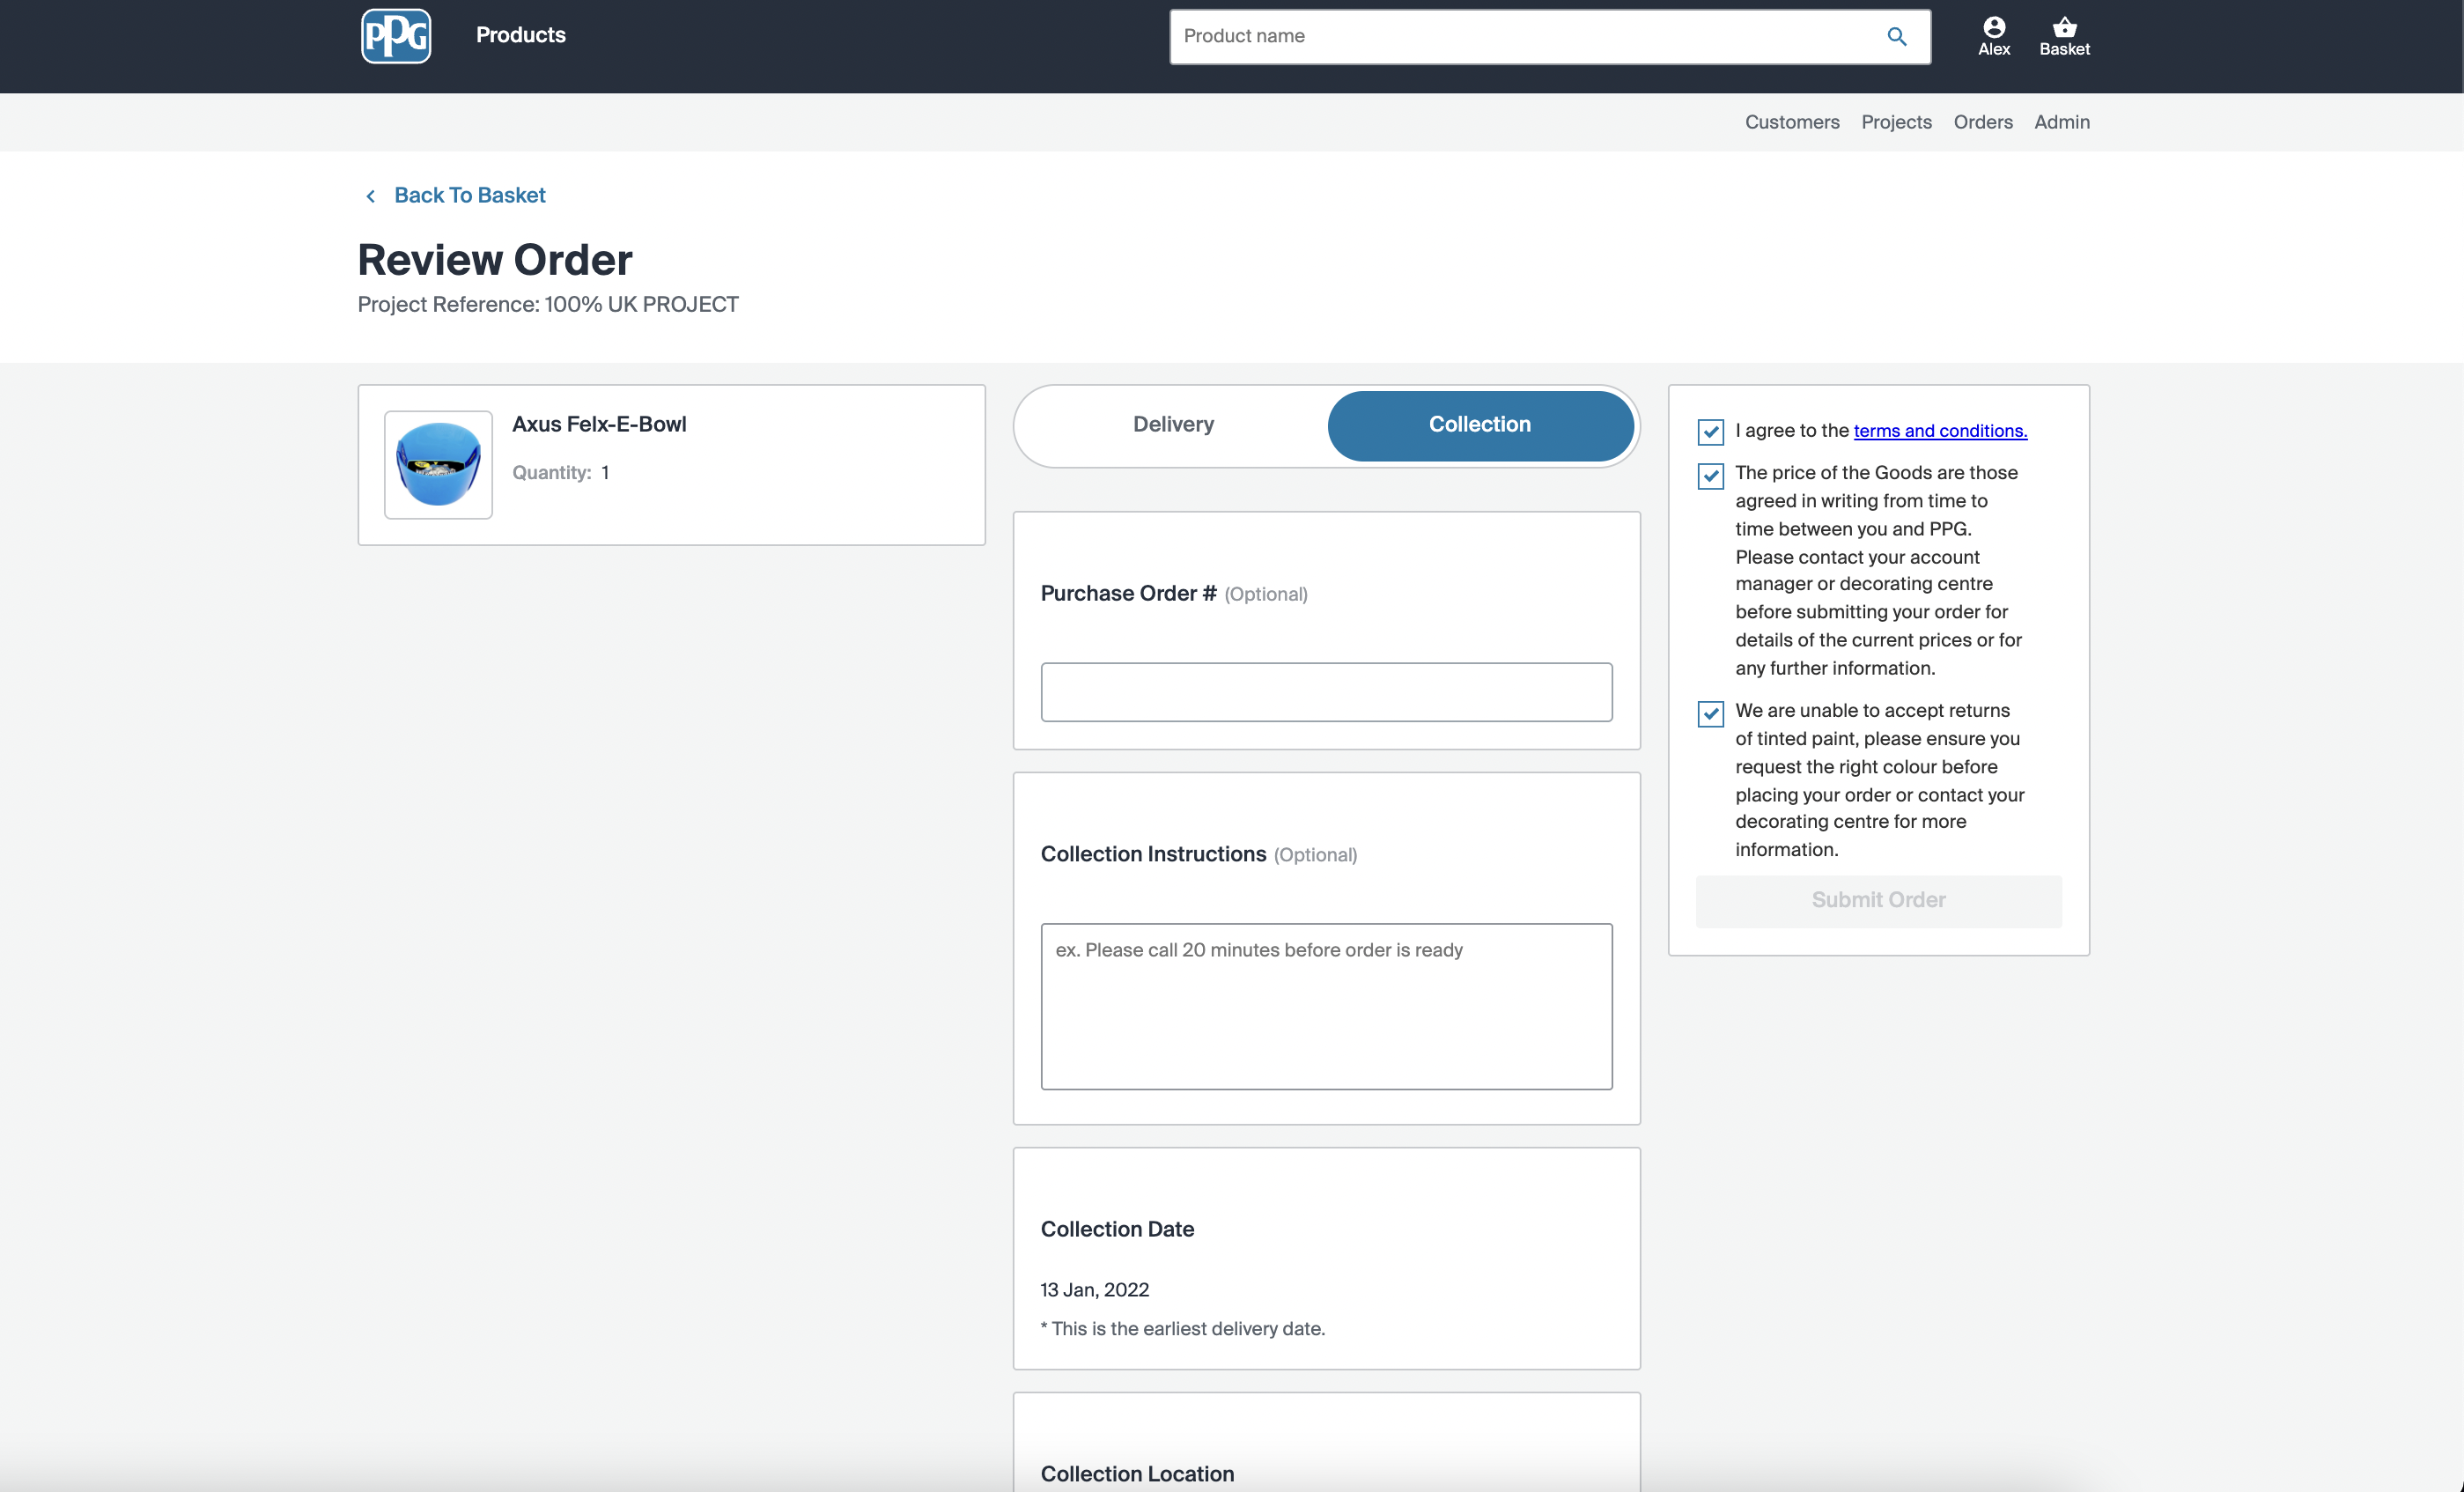 PPG
Products
Product name
Alex
Basket
Customers
Projects
Orders
Admin
Back To Basket
Review Order
Project Reference: 100% UK PROJECT
Axus Felx-E-Bowl
Quantity: 1
Delivery
Collection
Purchase Order # (Optional)
Collection Instructions (Optional)
ex. Please call 20 minutes before order is ready
Collection Date
13 Jan, 2022
* This is the earliest delivery date.
Collection Location
I agree to the terms and conditions.
The price of the Goods are those
agreed in writing from time to
time between you and PPG.
Please contact your account
manager or decorating centre
before submitting your order for
details of the current prices or for
any further information.
We are unable to accept returns
of tinted paint, please ensure you
request the right colour before
placing your order or contact your
decorating centre for more
information.
Submit Order